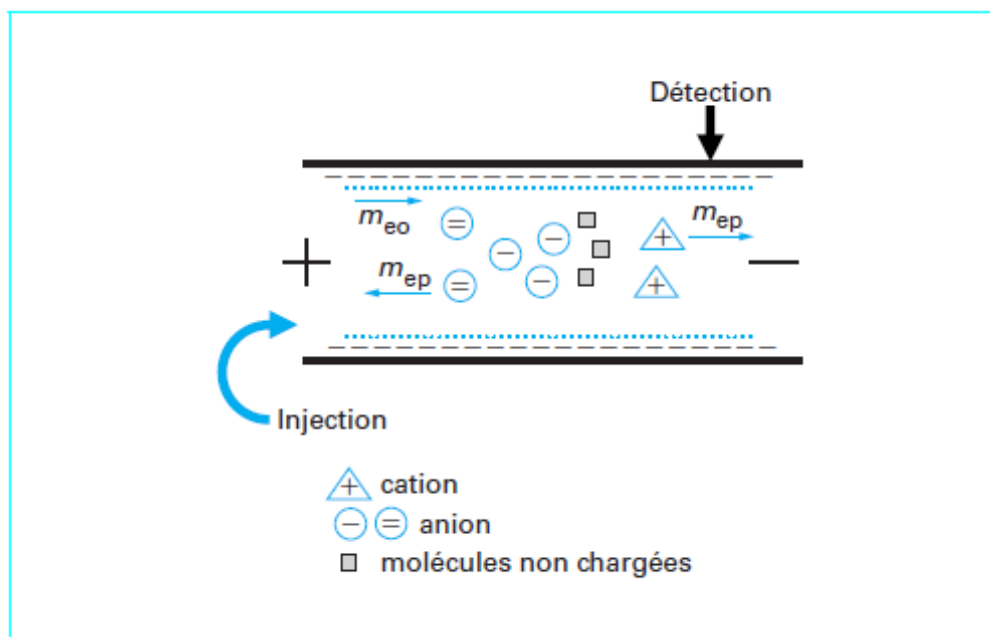 Détection
m_eo
m_ep
m_ep
+
−
Injection
cation
anion
molécules non chargées